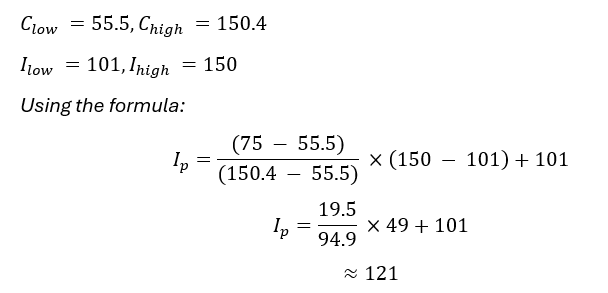 C_low = 55.5, C_high = 150.4
I_low = 101, I_high = 150
Using the formula:
I_p = (75 − 55.5) / (150.4 − 55.5) × (150 − 101) + 101
I_p = 19.5 / 94.9 × 49 + 101
≈ 121